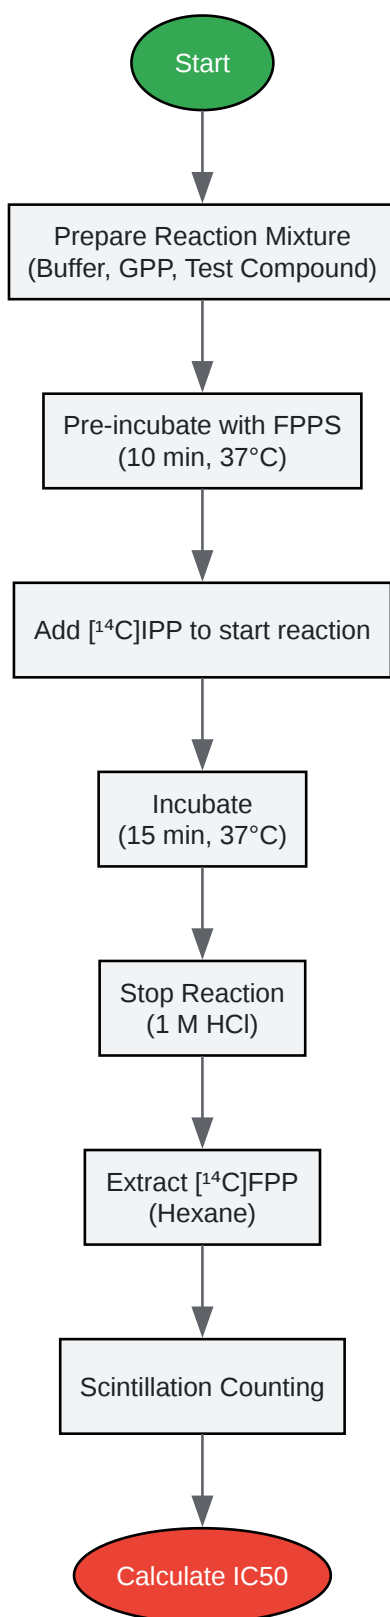 Start
Prepare Reaction Mixture
(Buffer, GPP, Test Compound)
Pre-incubate with FPPS
(10 min, 37°C)
Add [¹⁴C]IPP to start reaction
Incubate
(15 min, 37°C)
Stop Reaction
(1 M HCl)
Extract [¹⁴C]FPP
(Hexane)
Scintillation Counting
Calculate IC50